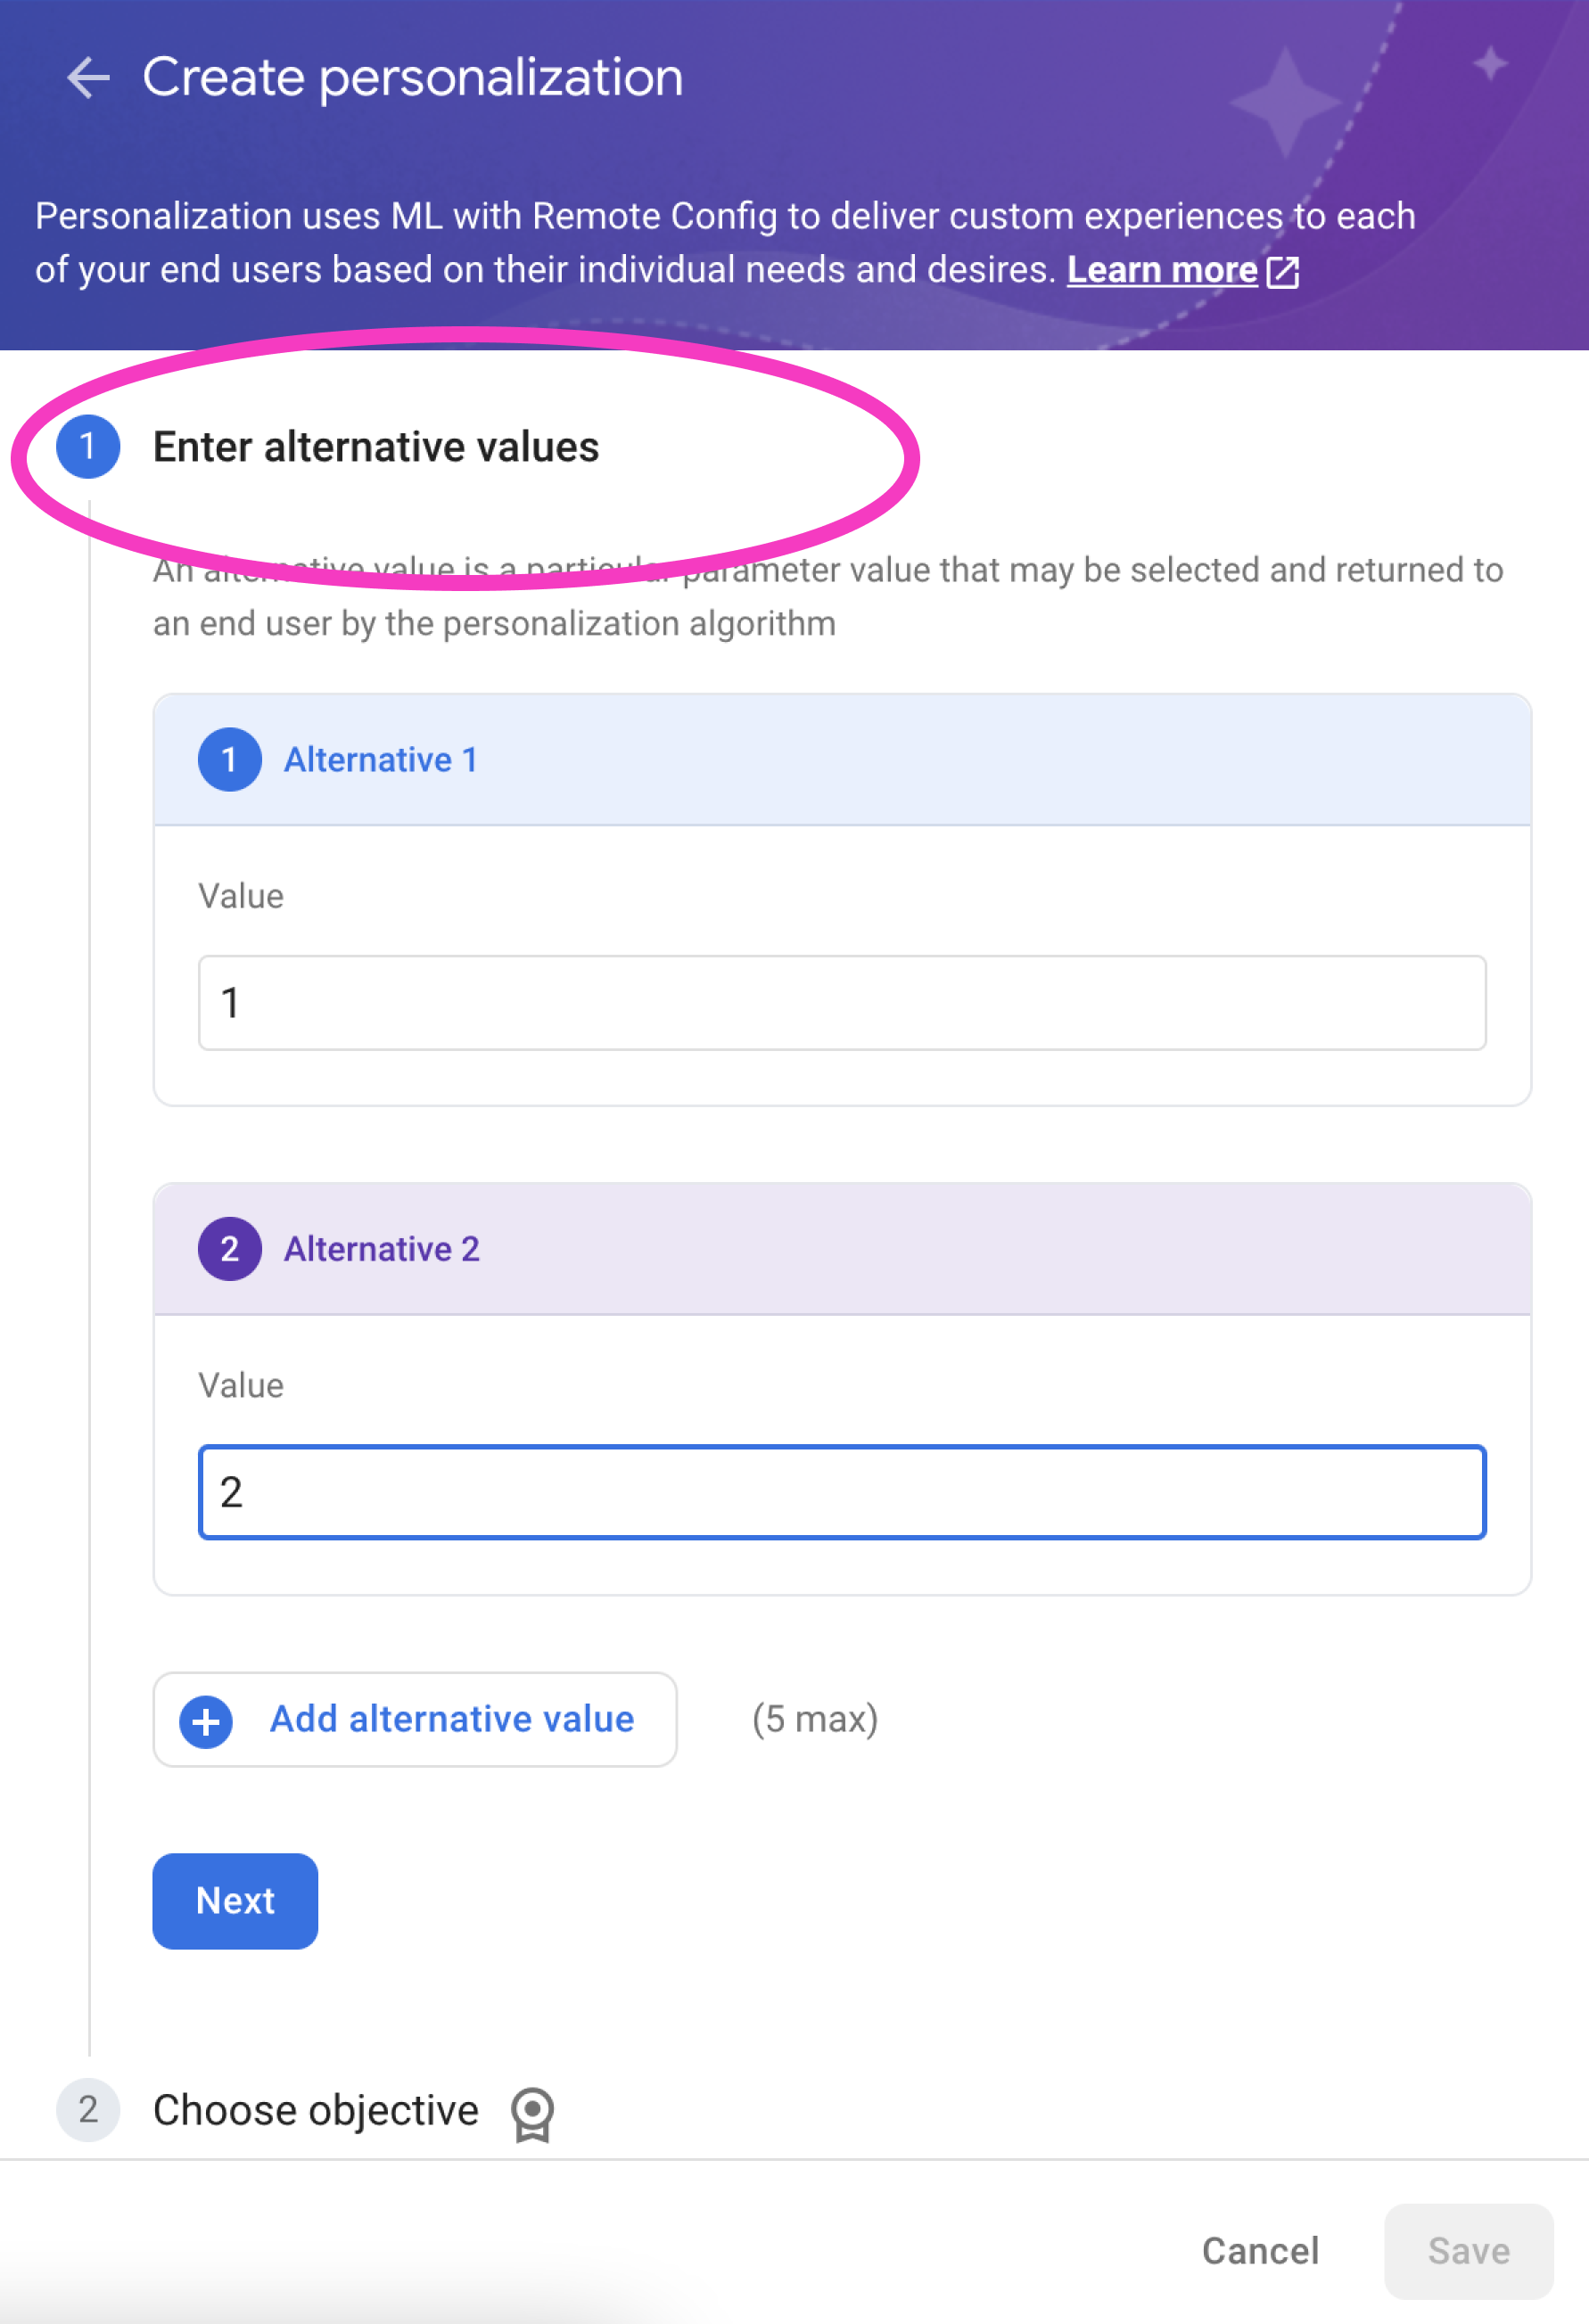 Create personalization
Personalization uses ML with Remote Config to deliver custom experiences to each
of your end users based on their individual needs and desires. Learn more
1 Enter alternative values
An alternative value is a particular parameter value that may be selected and returned to
an end user by the personalization algorithm
1 Alternative 1
Value
1
2 Alternative 2
Value
2
Add alternative value (5 max)
Next
2 Choose objective
Cancel Save